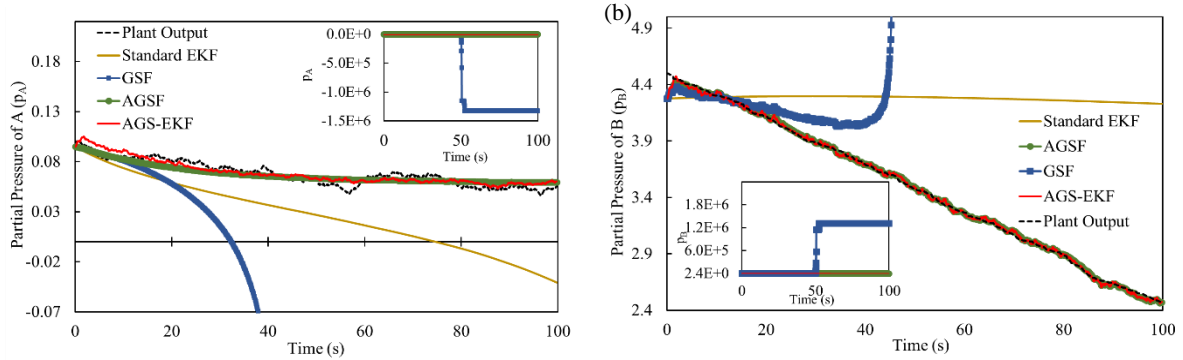 0.18
0.13
0.08
0.03
-0.02
-0.07
Partial Pressure of A (pA)
Plant Output
Standard EKF
GSF
AGSF
AGS-EKF
0.0E+0
-5.0E+5
-1.0E+6
-1.5E+6
pA
0 50 100
Time (s)
0 20 40 60 80 100
Time (s)
(b)
4.9
4.4
3.9
3.4
2.9
2.4
Partial Pressure of B (pB)
Standard EKF
AGSF
GSF
AGS-EKF
Plant Output
1.8E+6
1.2E+6
6.0E+5
2.4E+0
pB
0 50 100
Time (s)
0 20 40 60 80 100
Time (s)